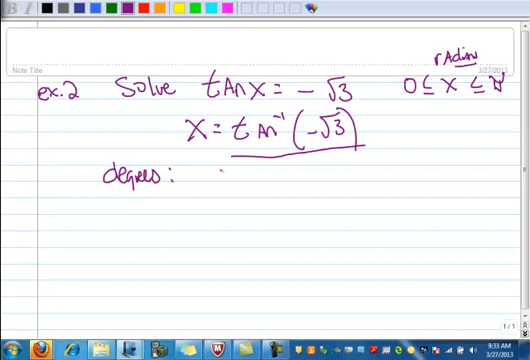 B I
radian
Note Title
3/27/2013
ex.2 Solve tAn x = - √3 0 ≤ x ≤ π
x = tAn⁻¹ (-√3)
degrees:
1/1
9:33 AM
3/27/2013